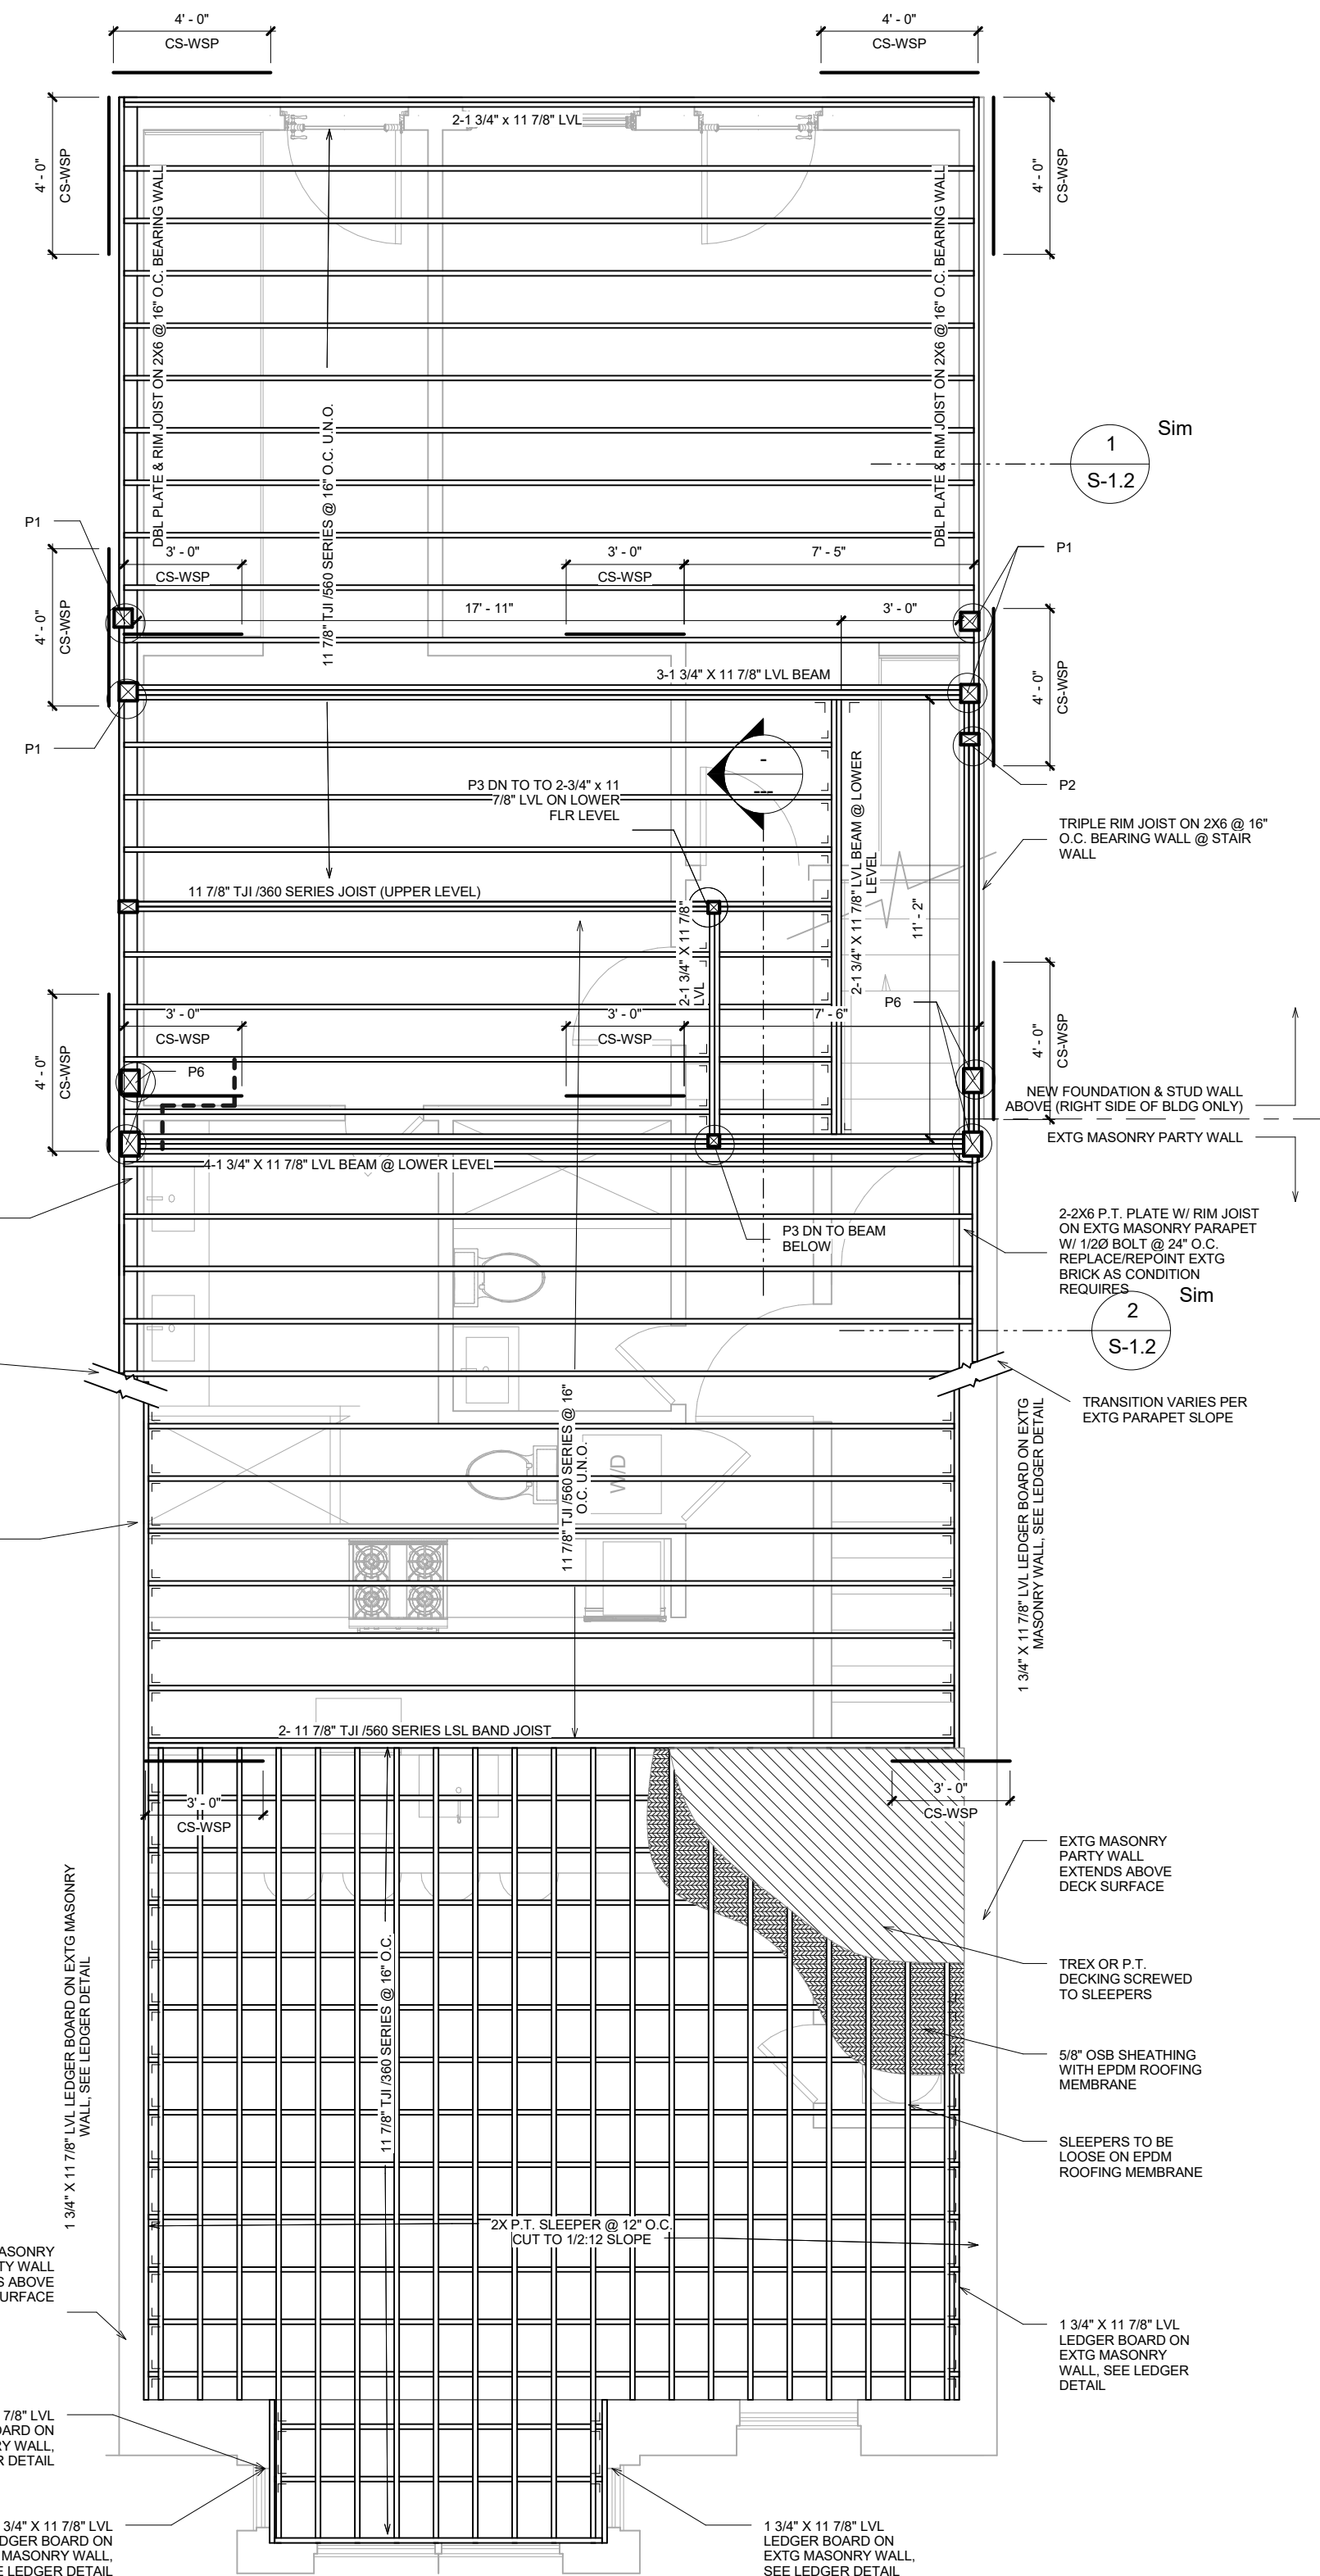 4' - 0"
CS-WSP
4' - 0"
CS-WSP
4' - 0"
CS-WSP
4' - 0"
CS-WSP
2-1 3/4" x 11 7/8" LVL
DBL PLATE & RIM JOIST ON 2X6 @ 16" O.C. BEARING WALL
DBL PLATE & RIM JOIST ON 2X6 @ 16" O.C. BEARING WALL
11 7/8" TJI /560 SERIES @ 16" O.C. U.N.O.
1
S-1.2
Sim
P1
P1
3' - 0"
CS-WSP
3' - 0"
CS-WSP
7' - 5"
4' - 0"
CS-WSP
17' - 11"
3' - 0"
4' - 0"
CS-WSP
3-1 3/4" X 11 7/8" LVL BEAM
P1
P2
-
---
P3 DN TO TO 2-3/4" x 11
7/8" LVL ON LOWER
FLR LEVEL
TRIPLE RIM JOIST ON 2X6 @ 16"
O.C. BEARING WALL @ STAIR
WALL
11 7/8" TJI /360 SERIES JOIST (UPPER LEVEL)
2-1 3/4" X 11 7/8"
LVL
2-1 3/4" X 11 7/8" LVL BEAM @ LOWER
LEVEL
11' - 2"
P6
3' - 0"
CS-WSP
3' - 0"
CS-WSP
7' - 6"
4' - 0"
CS-WSP
4' - 0"
CS-WSP
P6
NEW FOUNDATION & STUD WALL
ABOVE (RIGHT SIDE OF BLDG ONLY)
EXTG MASONRY PARTY WALL
4-1 3/4" X 11 7/8" LVL BEAM @ LOWER LEVEL
P3 DN TO BEAM
BELOW
2-2X6 P.T. PLATE W/ RIM JOIST
ON EXTG MASONRY PARAPET
W/ 1/2Ø BOLT @ 24" O.C.
REPLACE/REPOINT EXTG
BRICK AS CONDITION
REQUIRES
2
S-1.2
Sim
TRANSITION VARIES PER
EXTG PARAPET SLOPE
11 7/8" TJI /560 SERIES @ 16"
O.C. U.N.O.
W/D
1 3/4" X 11 7/8" LVL LEDGER BOARD ON EXTG
MASONRY WALL, SEE LEDGER DETAIL
2- 11 7/8" TJI /560 SERIES LSL BAND JOIST
3' - 0"
CS-WSP
3' - 0"
CS-WSP
EXTG MASONRY
PARTY WALL
EXTENDS ABOVE
DECK SURFACE
1 3/4" X 11 7/8" LVL LEDGER BOARD ON EXTG MASONRY
WALL, SEE LEDGER DETAIL
11 7/8" TJI /360 SERIES @ 16" O.C.
TREX OR P.T.
DECKING SCREWED
TO SLEEPERS
5/8" OSB SHEATHING
WITH EPDM ROOFING
MEMBRANE
SLEEPERS TO BE
LOOSE ON EPDM
ROOFING MEMBRANE
2X P.T. SLEEPER @ 12" O.C.
CUT TO 1/2:12 SLOPE
ASONRY
TY WALL
S ABOVE
URFACE
1 3/4" X 11 7/8" LVL
LEDGER BOARD ON
EXTG MASONRY
WALL, SEE LEDGER
DETAIL
7/8" LVL
OARD ON
RY WALL,
R DETAIL
3/4" X 11 7/8" LVL
DGER BOARD ON
MASONRY WALL,
E LEDGER DETAIL
1 3/4" X 11 7/8" LVL
LEDGER BOARD ON
EXTG MASONRY WALL,
SEE LEDGER DETAIL